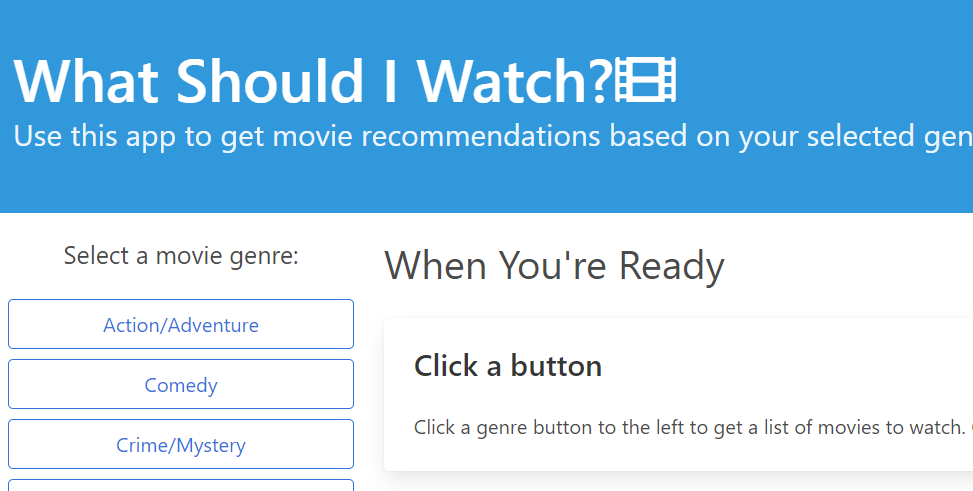 What Should I Watch?🎞
Use this app to get movie recommendations based on your selected gen
Select a movie genre:
Action/Adventure
Comedy
Crime/Mystery
When You're Ready
Click a button
Click a genre button to the left to get a list of movies to watch.